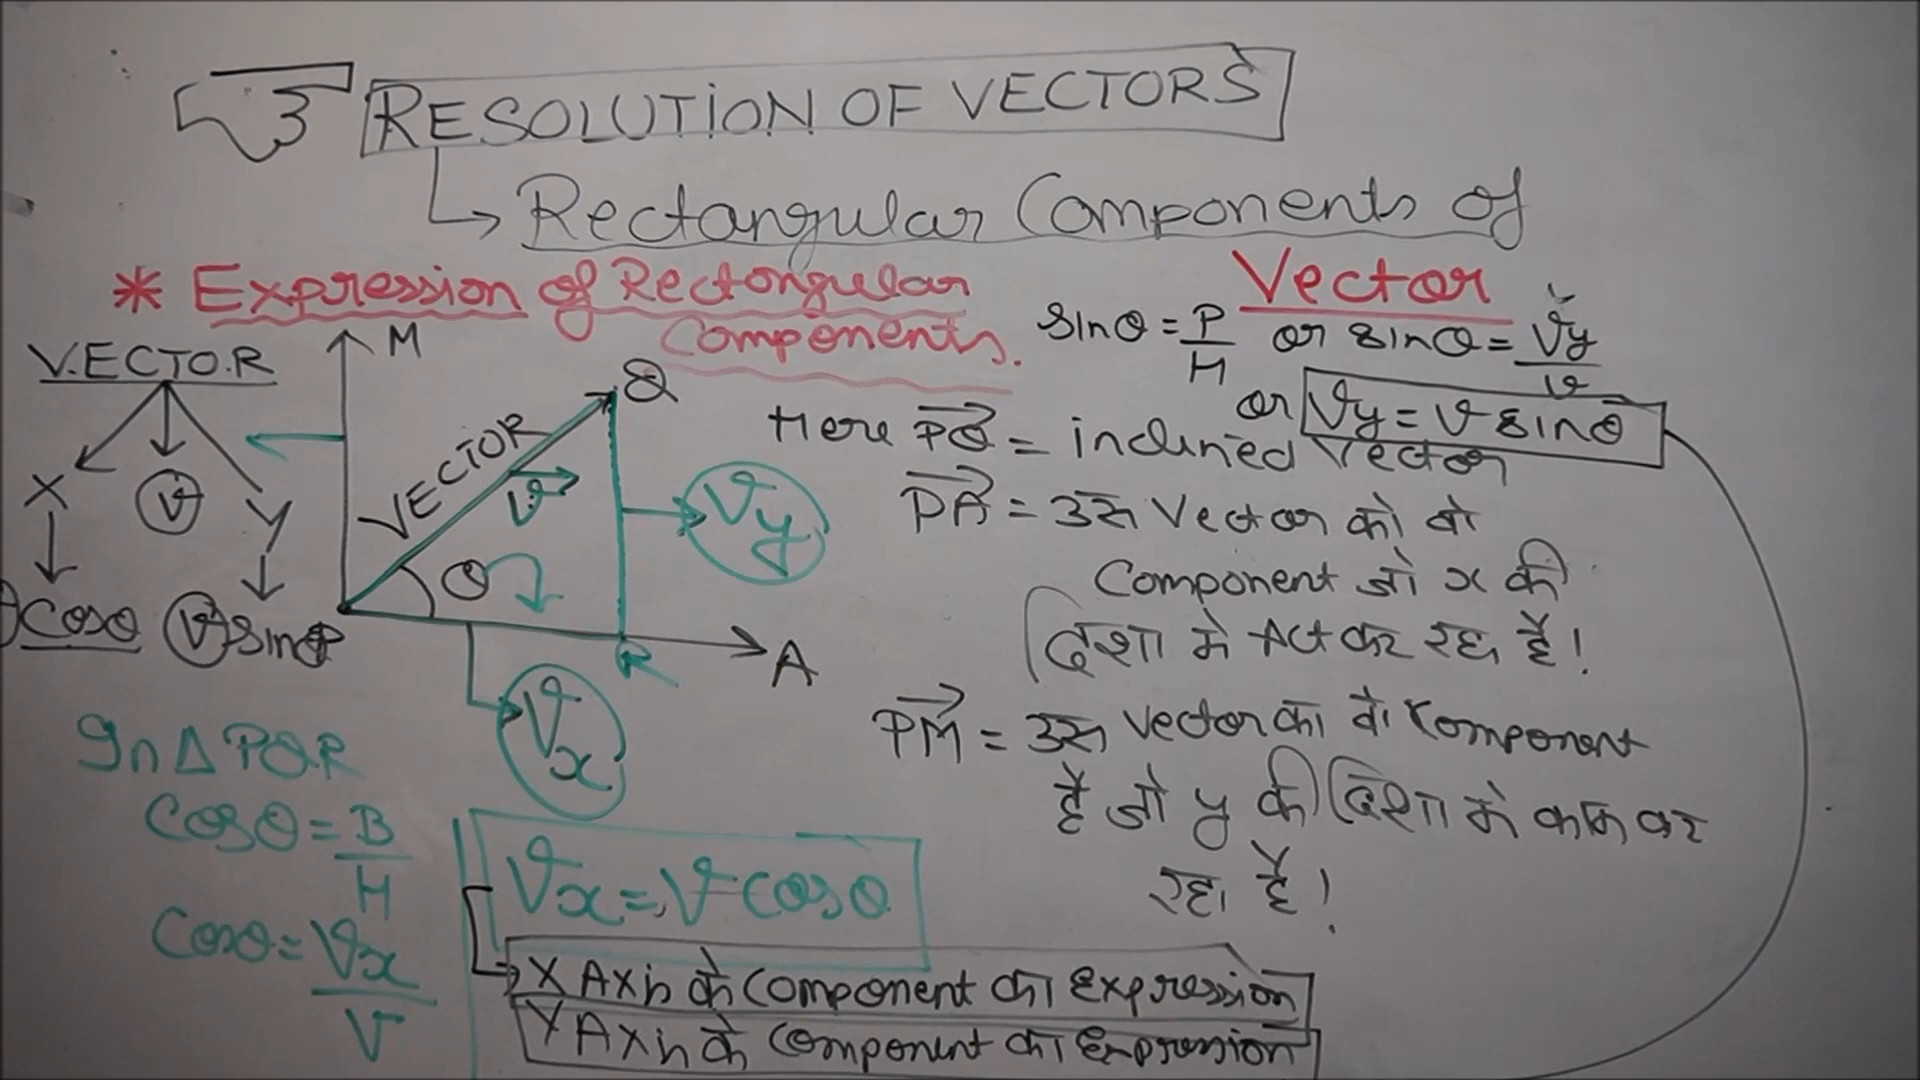 RESOLUTION OF VECTORS
Rectangular Components of
Vector
* Expression of Rectangular
Components.
VECTOR
X V Y
Cosθ V Sinθ
M
Q
VECTOR
V
θ
P
R
A
Vy
Vx
In Δ PQR
Cosθ = B/H
Cosθ = Vx/V
Vx = V Cosθ
Sinθ = P/H or Sinθ = Vy/V
or Vy = V Sinθ
Here PQ = inclined Vector
PA = उस Vector को वो
Component जो x की
दिशा मे Act कर रहा है!
PM = उस Vector का वो Component
है जो y की दिशा मे काम कर
रहा है!
X Axis के Component का Expression
Y Axis के Component का Expression